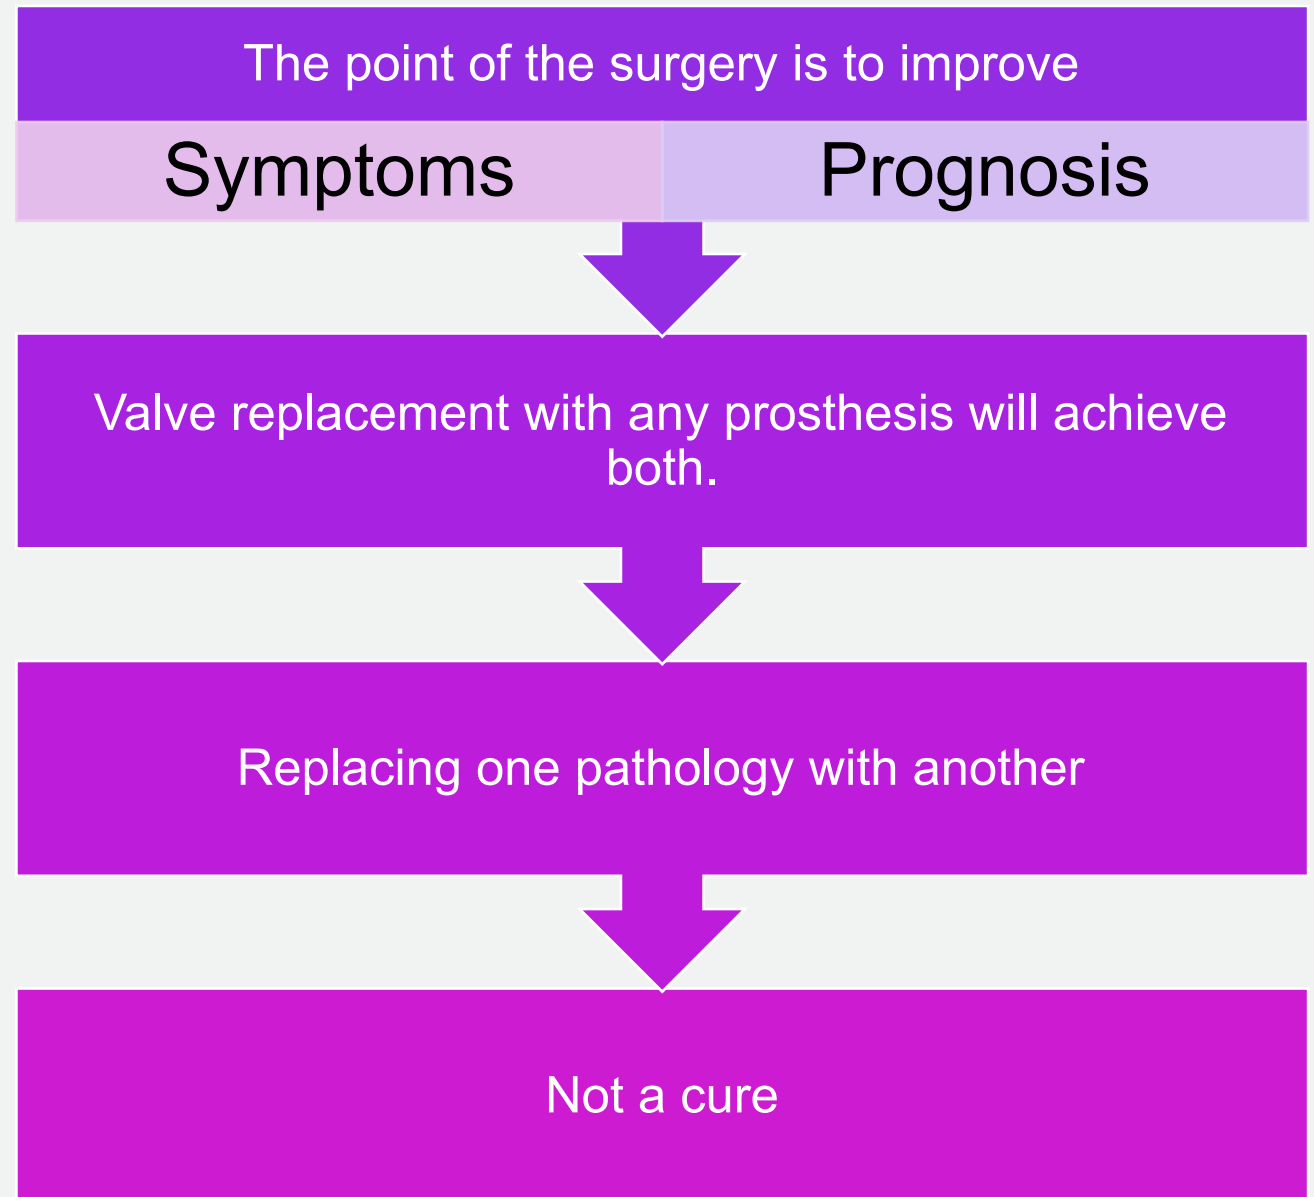 The point of the surgery is to improve
Symptoms
Prognosis
Valve replacement with any prosthesis will achieve
both.
Replacing one pathology with another
Not a cure